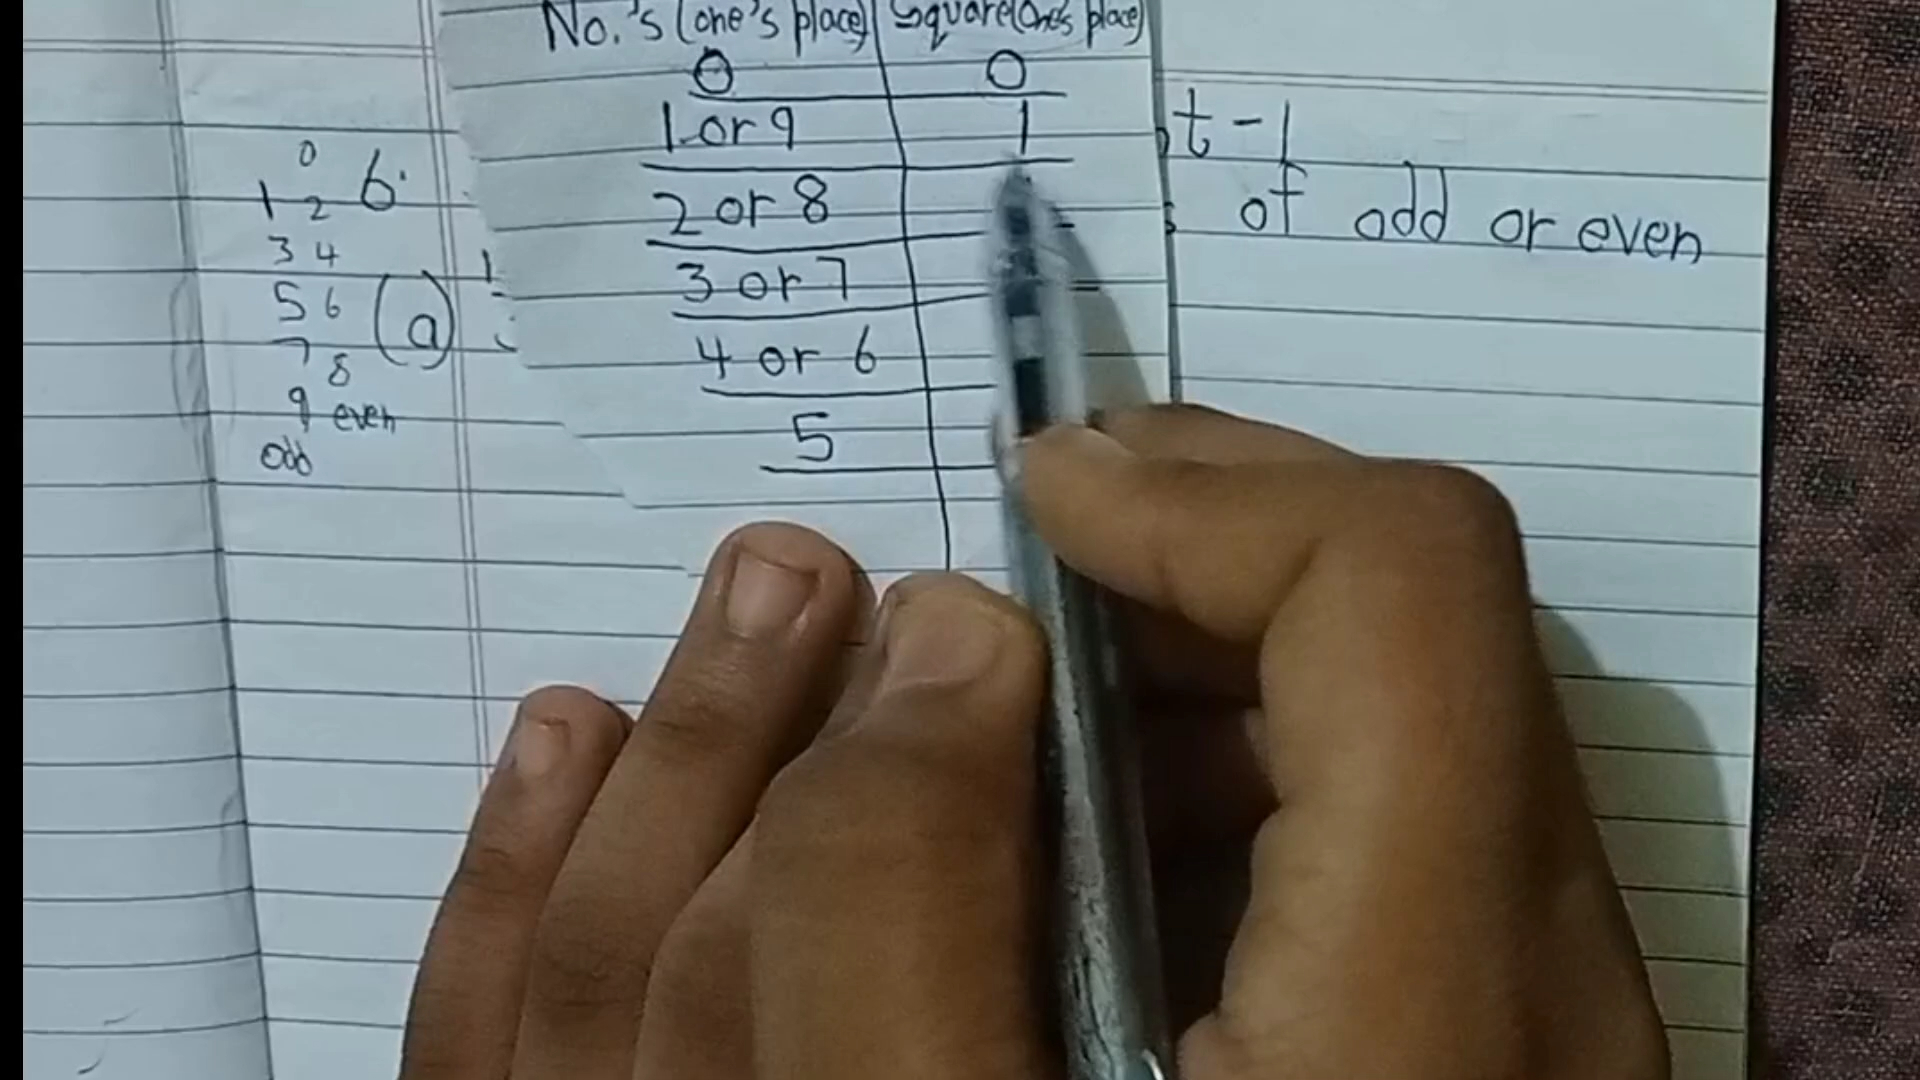 No.'s (one's place) Square(One's place)
0 0
1 or 9 1
2 or 8
3 or 7
4 or 6
5
t-1
of odd or even
0
1 2
3 4
5 6
7 8
9 even
odd
6.
(a)